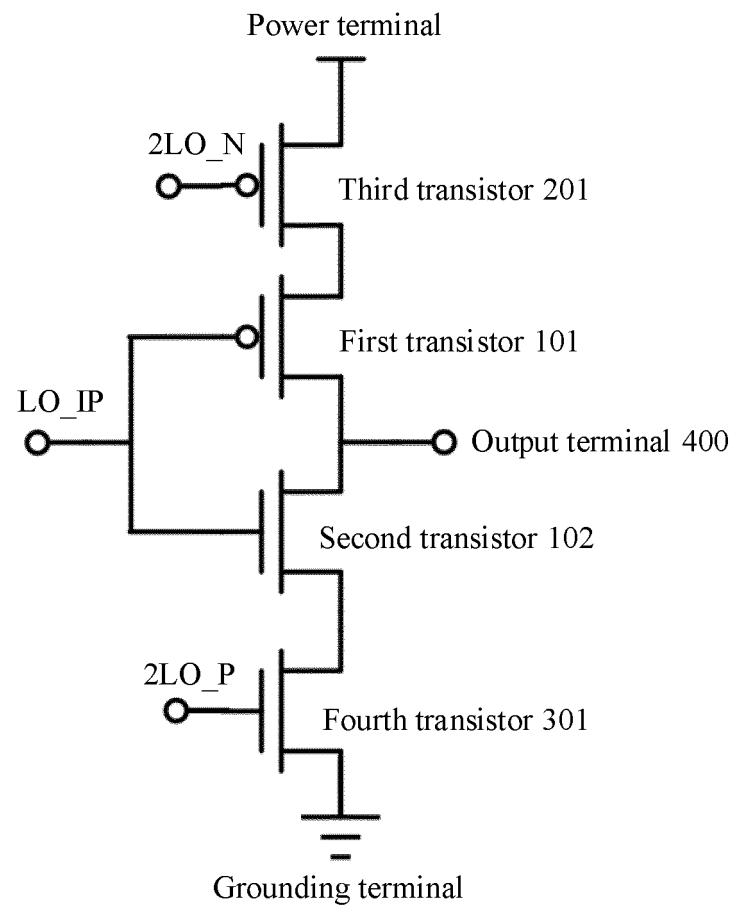 Power terminal
2LO_N
Third transistor 201
First transistor 101
LO_IP
Output terminal 400
Second transistor 102
2LO_P
Fourth transistor 301
Grounding terminal